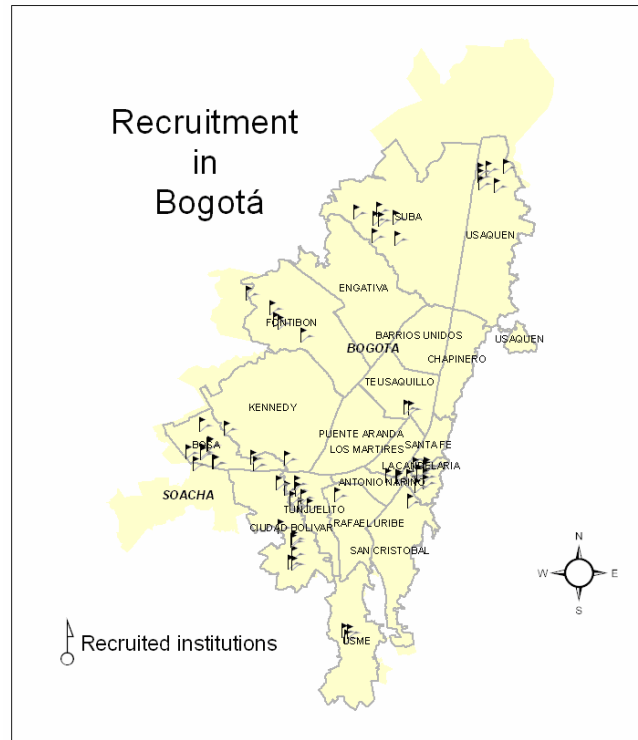 Recruitment
in
Bogotá
SUBA
USAQUEN
ENGATIVA
FONTIBON
BARRIOS UNIDOS
USAQUEN
BOGOTA
CHAPINERO
TEUSAQUILLO
KENNEDY
PUENTE ARANDA
BOSA
LOS MARTIRES
SANTA FE
LA CANDELARIA
ANTONIO NARIÑO
SOACHA
TUNJUELITO
CIUDAD BOLIVAR
RAFAEL URIBE
SAN CRISTOBAL
N
W
E
S
USME
Recruited institutions